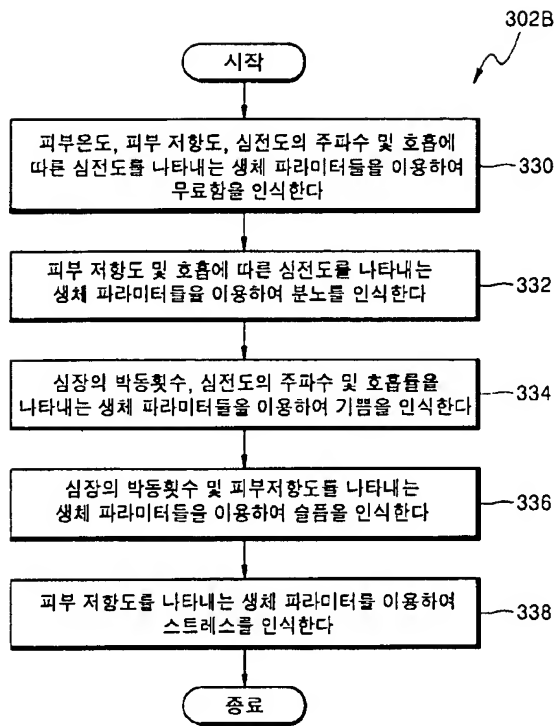 302B
시작
피부온도, 피부 저항도, 심전도의 주파수 및 호흡에
따른 심전도를 나타내는 생체 파라미터들을 이용하여
무료함을 인식한다
330
피부 저항도 및 호흡에 따른 심전도를 나타내는
생체 파라미터들을 이용하여 분노를 인식한다
332
심장의 박동횟수, 심전도의 주파수 및 호흡률을
나타내는 생체 파라미터들을 이용하여 기쁨을 인식한다
334
심장의 박동횟수 및 피부저항도를 나타내는
생체 파라미터들을 이용하여 슬픔을 인식한다
336
피부 저항도를 나타내는 생체 파라미터를 이용하여
스트레스를 인식한다
338
종료